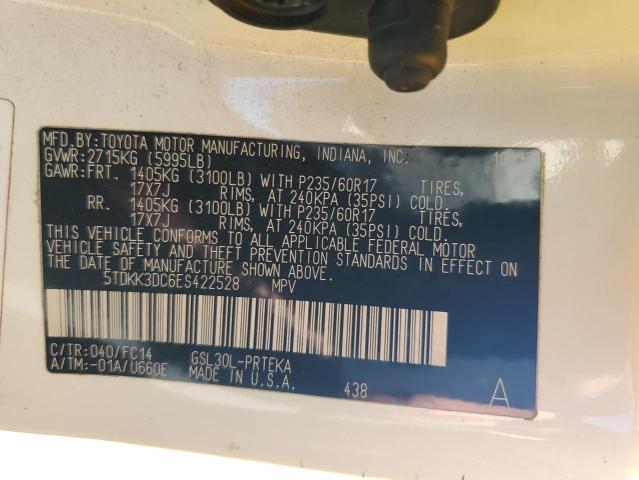 MFD.BY:TOYOTA MOTOR MANUFACTURING, INDIANA, INC. 10
GVWR:2715KG (5995LB)
GAWR:FRT. 1405KG (3100LB) WITH P235/60R17 TIRES,
17X7J RIMS, AT 240KPA (35PSI) COLD.
RR. 1405KG (3100LB) WITH P235/60R17 TIRES,
17X7J RIMS, AT 240KPA (35PSI) COLD.
THIS VEHICLE CONFORMS TO ALL APPLICABLE FEDERAL MOTOR
VEHICLE SAFETY AND THEFT PREVENTION STANDARDS IN EFFECT ON
THE DATE OF MANUFACTURE SHOWN ABOVE.
5TDKK3DC6ES422528 MPV
C/TR:040/FC14 GSL30L-PRTEKA
A/TM:-01A/U660E MADE IN U.S.A. 438 A